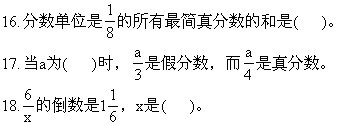 16.分数单位是1/8的所有最简真分数的和是(   )。
17.当a为(   )时，a/3是假分数，而a/4是真分数。
18.6/x的倒数是1 1/6，x是(   )。